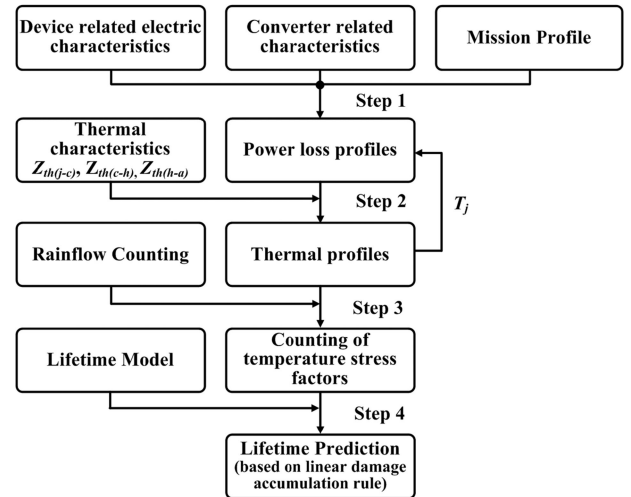 Device related electric
characteristics
Converter related
characteristics
Mission Profile
Step 1
Thermal
characteristics
Zth(j-c), Zth(c-h), Zth(h-a)
Power loss profiles
Step 2
Tj
Rainflow Counting
Thermal profiles
Step 3
Lifetime Model
Counting of
temperature stress
factors
Step 4
Lifetime Prediction
(based on linear damage
accumulation rule)